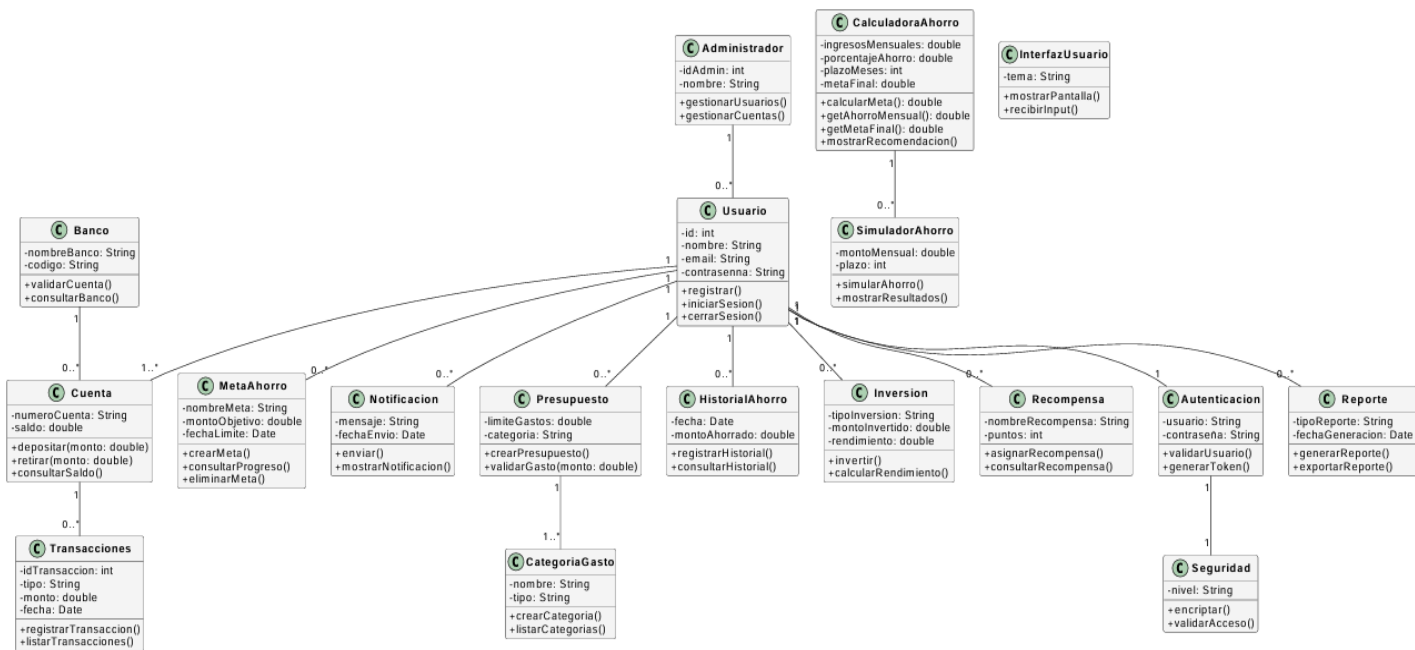 C Administrador
-idAdmin: int
-nombre: String
+gestionarUsuarios()
+gestionarCuentas()
1
0..*
C CalculadoraAhorro
-ingresosMensuales: double
-porcentajeAhorro: double
-plazoMeses: int
-metaFinal: double
+calcularMeta(): double
+getAhorroMensual(): double
+getMetaFinal(): double
+mostrarRecomendacion()
1
0..*
C InterfazUsuario
-tema: String
+mostrarPantalla()
+recibirInput()
C Banco
-nombreBanco: String
-codigo: String
+validarCuenta()
+consultarBanco()
1
0..*
C Usuario
-id: int
-nombre: String
-email: String
-contrasenna: String
+registrar()
+iniciarSesion()
+cerrarSesion()
1
1
1
1
1
1
1
1
1
C SimuladorAhorro
-montoMensual: double
-plazo: int
+simularAhorro()
+mostrarResultados()
1..*
0..*
0..*
0..*
0..*
0..*
0..*
1
0..*
C Cuenta
-numeroCuenta: String
-saldo: double
+depositar(monto: double)
+retirar(monto: double)
+consultarSaldo()
1
0..*
C MetaAhorro
-nombreMeta: String
-montoObjetivo: double
-fechaLimite: Date
+crearMeta()
+consultarProgreso()
+eliminarMeta()
C Notificacion
-mensaje: String
-fechaEnvio: Date
+enviar()
+mostrarNotificacion()
C Presupuesto
-limiteGastos: double
-categoria: String
+crearPresupuesto()
+validarGasto(monto: double)
1
1..*
C HistorialAhorro
-fecha: Date
-montoAhorrado: double
+registrarHistorial()
+consultarHistorial()
C Inversion
-tipoInversion: String
-montoInvertido: double
-rendimiento: double
+invertir()
+calcularRendimiento()
C Recompensa
-nombreRecompensa: String
-puntos: int
+asignarRecompensa()
+consultarRecompensa()
C Autenticacion
-usuario: String
-contraseña: String
+validarUsuario()
+generarToken()
1
1
C Reporte
-tipoReporte: String
-fechaGeneracion: Date
+generarReporte()
+exportarReporte()
C Transacciones
-idTransaccion: int
-tipo: String
-monto: double
-fecha: Date
+registrarTransaccion()
+listarTransacciones()
C CategoriaGasto
-nombre: String
-tipo: String
+crearCategoria()
+listarCategorias()
C Seguridad
-nivel: String
+encriptar()
+validarAcceso()